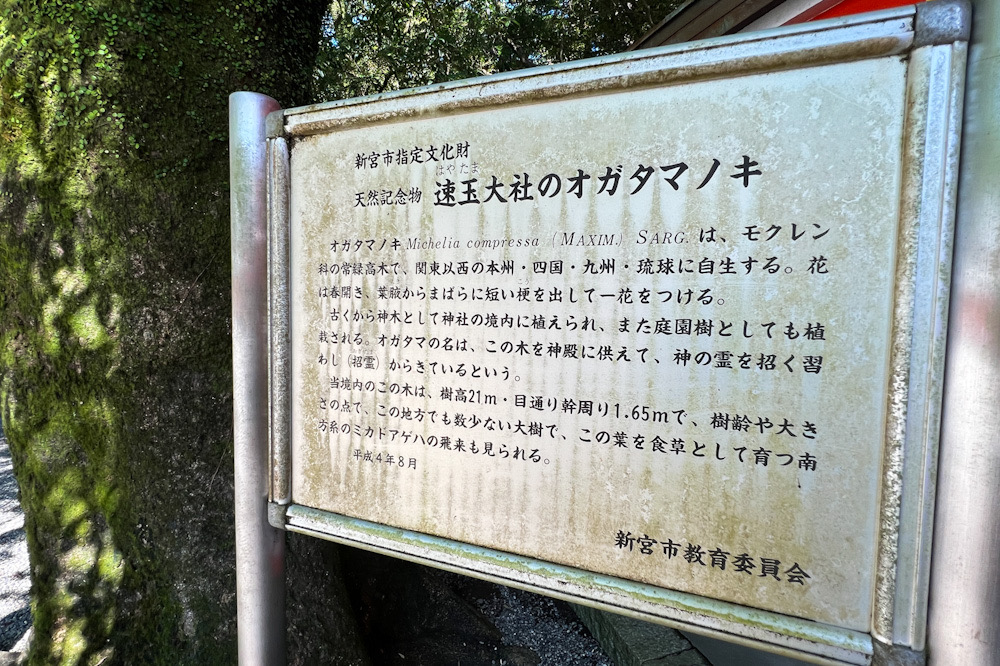 新宮市指定文化財
はやたま
天然記念物 速玉大社のオガタマノキ
オガタマノキ Michelia compressa (MAXIM.) SARG. は、モクレン
科の常緑高木で、関東以西の本州・四国・九州・琉球に自生する。花
は春開き、葉腋からまばらに短い梗を出して一花をつける。
古くから神木として神社の境内に植えられ、また庭園樹としても植
栽される。オガタマの名は、この木を神殿に供えて、神の霊を招く習
わし（招霊）からきているという。
当境内のこの木は、樹高21m・目通り幹周り1.65mで、樹齢や大き
さの点で、この地方でも数少ない大樹で、この葉を食草として育つ南
方系のミカドアゲハの飛来も見られる。
平成4年8月
新宮市教育委員会